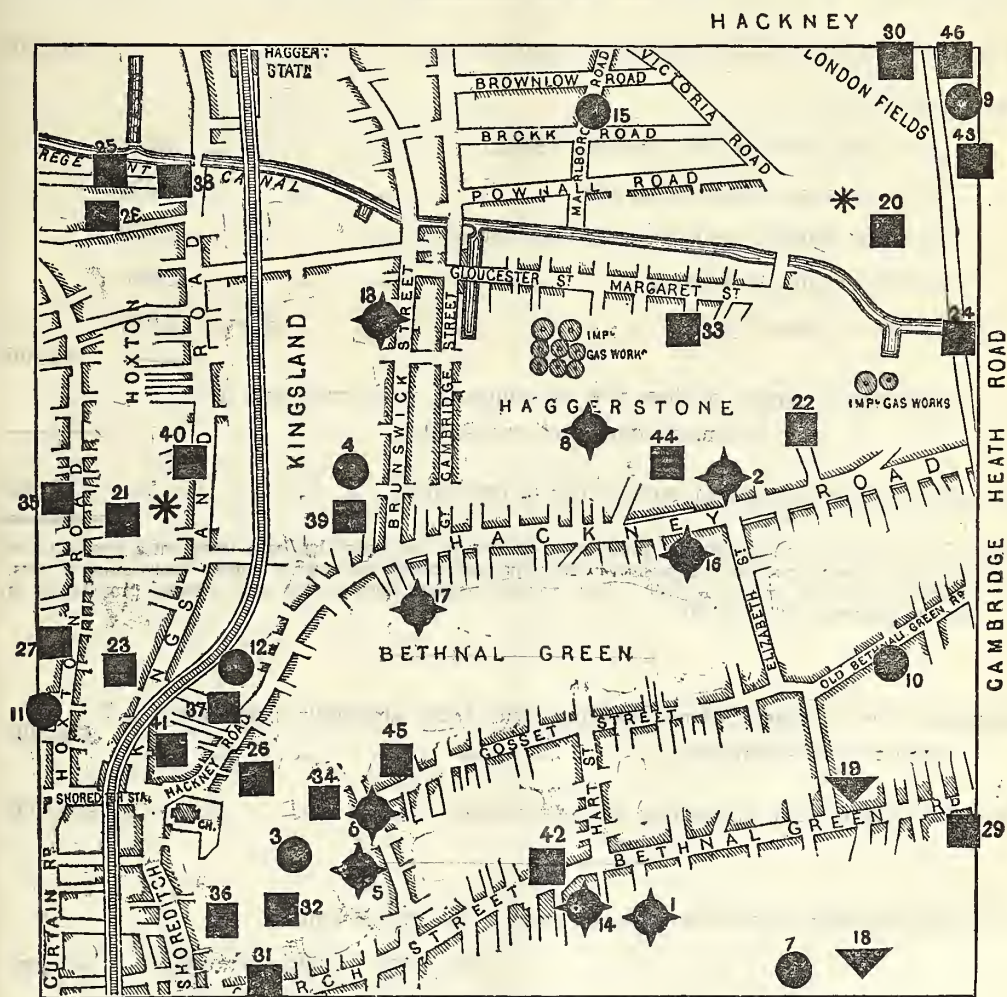 HACKNEY
30
46
HAGGER:
STATN
BROWNLOW ROAD
VICTORIA ROAD
LONDON FIELDS
9
15
BROKK ROAD
MARLBORO ROAD
43
25
REGENT CANAL
38
POWNAL ROAD
20
28
GLOUCESTER ST
MARGARET ST
13
33
24
IMPL
GAS WORKS
HOXTON
KINGSLAND
BRUNSWICK STREET
CAMBRIDGE STREET
IMPL GAS WORKS
HAGGERSTONE
22
8
44
2
40
4
35
21
39
GT
HACKNEY ROAD
KINGSLAND ROAD
16
17
ELIZABETH ST
CAMBRIDGE HEATH ROAD
27
23
12
BETHNAL GREEN
OLD BETHNAL GREEN RD
10
11
HOXTON ROAD
37
GOSSET STREET
41
HACKNEY ROAD
26
45
HART ST
SHOREDITCH STA.
34
19
CH.
6
BETHNAL GREEN RD
29
3
5
42
CURTAIN RD
SHOREDITCH
36
32
14
1
31
RCH STREET
7
18